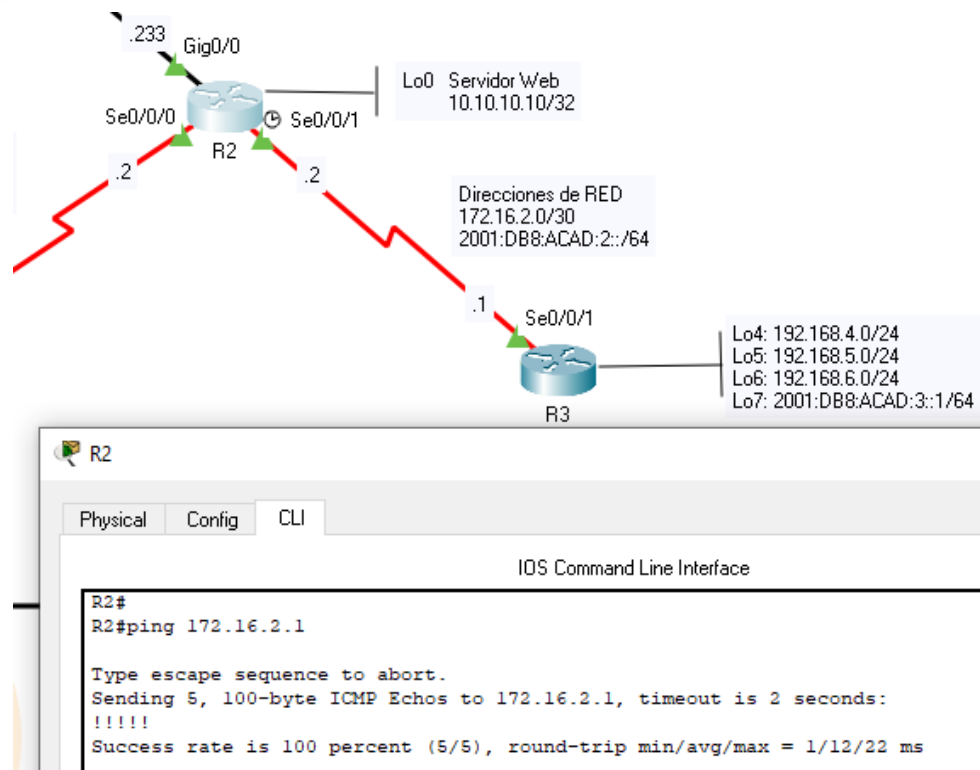 .233
Gig0/0
Lo0 Servidor Web
10.10.10.10/32
Se0/0/0
Se0/0/1
R2
.2
.2
Direcciones de RED
172.16.2.0/30
2001:DB8:ACAD:2::/64
.1
Se0/0/1
R3
Lo4: 192.168.4.0/24
Lo5: 192.168.5.0/24
Lo6: 192.168.6.0/24
Lo7: 2001:DB8:ACAD:3::1/64
R2
Physical Config CLI
IOS Command Line Interface
R2#
R2#ping 172.16.2.1
Type escape sequence to abort.
Sending 5, 100-byte ICMP Echos to 172.16.2.1, timeout is 2 seconds:
!!!!!
Success rate is 100 percent (5/5), round-trip min/avg/max = 1/12/22 ms